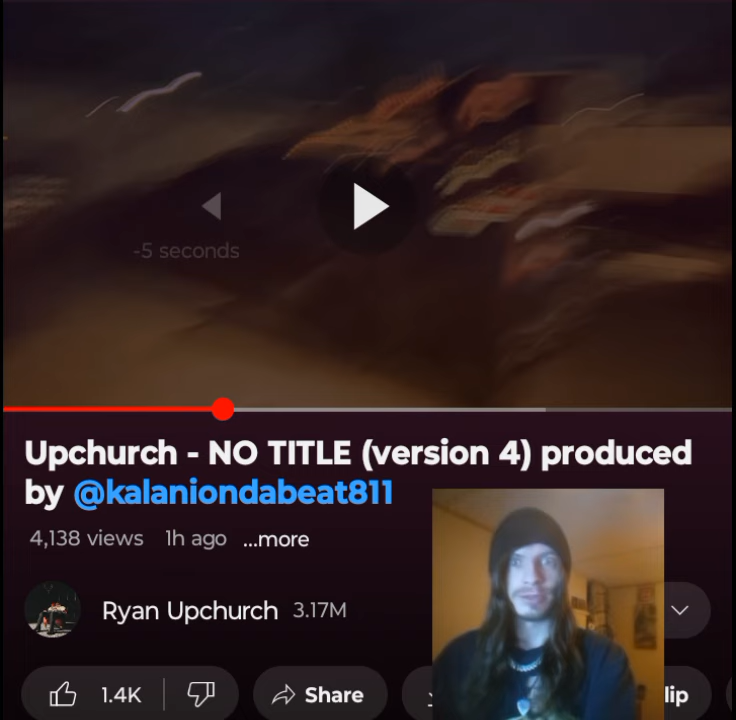 -5 seconds
Upchurch - NO TITLE (version 4) produced
by @kalaniondabeat811
4,138 views 1h ago ...more
Ryan Upchurch 3.17M
1.4K Share lip